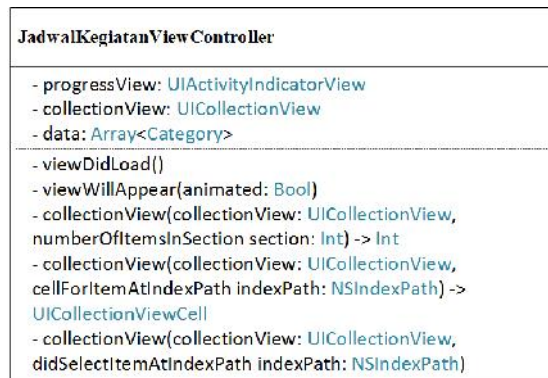 JadwalKegiatanViewController
- progressView: UIActivityIndicatorView
- collectionView: UICollectionView
- data: Array<Category>
- viewDidLoad()
- viewWillAppear(animated: Bool)
- collectionView(collectionView: UICollectionView,
numberOfItemsInSection section: Int) -> Int
- collectionView(collectionView: UICollectionView,
cellForItemAtIndexPath indexPath: NSIndexPath) ->
UICollectionViewCell
- collectionView(collectionView: UICollectionView,
didSelectItemAtIndexPath indexPath: NSIndexPath)